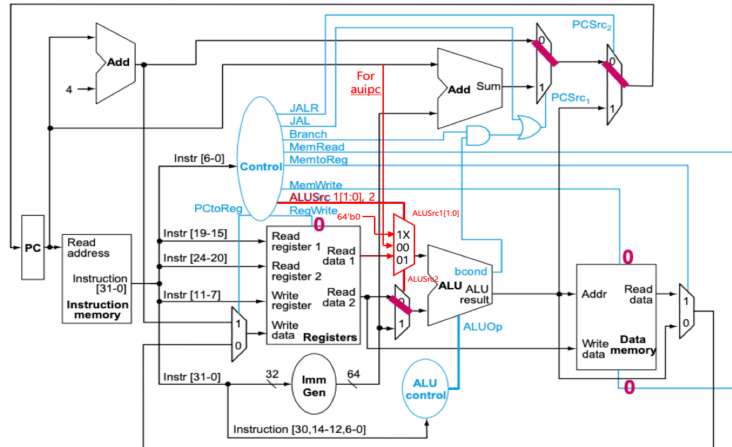 PCSrc2
Add
0
0
For
auipc
Add
Sum
4
1
PCSrc1
1
JALR
JAL
Branch
MemRead
MemtoReg
Instr [6-0]
Control
MemWrite
ALUSrc 1[1:0], 2
PCtoReg
RegWrite
ALUSrc1[1:0]
64'b0
0
Instr [19-15]
Read
register 1
Read
data 1
1X
00
01
PC
Read
address
Instr [24-20]
Read
register 2
bcond
0
Instruction
[31-0]
Instruction
memory
ALUSrc2
ALU
ALU
result
Addr
Read
data
1
0
Instr [11-7]
Write
register
Read
data 2
0
1
Write
data
Registers
1
0
ALUOp
Write
data
Data
memory
0
Instr [31-0]
32
Imm
Gen
64
ALU
control
Instruction [30,14-12,6-0]